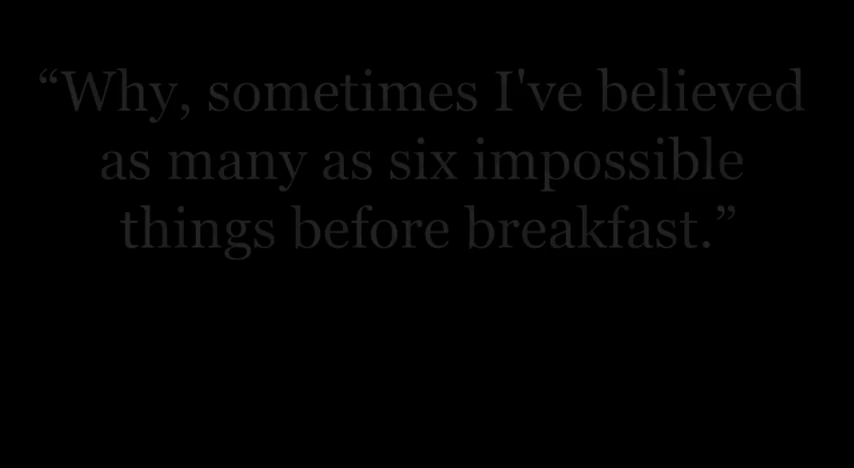 “Why, sometimes I've believed
as many as six impossible
things before breakfast.”